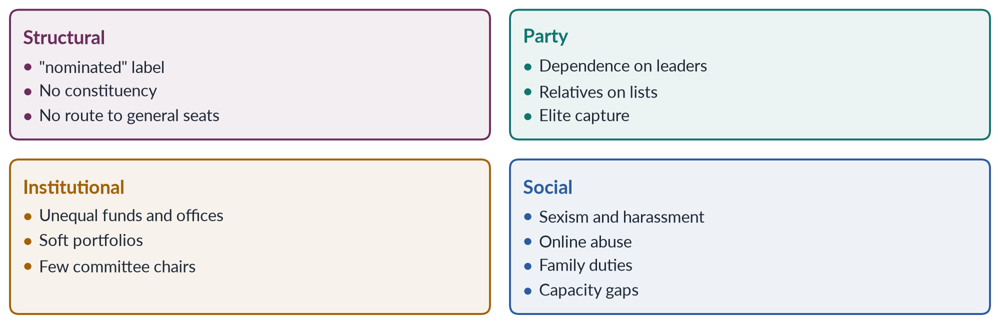 Structural
● "nominated" label
● No constituency
● No route to general seats
Party
● Dependence on leaders
● Relatives on lists
● Elite capture
Institutional
● Unequal funds and offices
● Soft portfolios
● Few committee chairs
Social
● Sexism and harassment
● Online abuse
● Family duties
● Capacity gaps